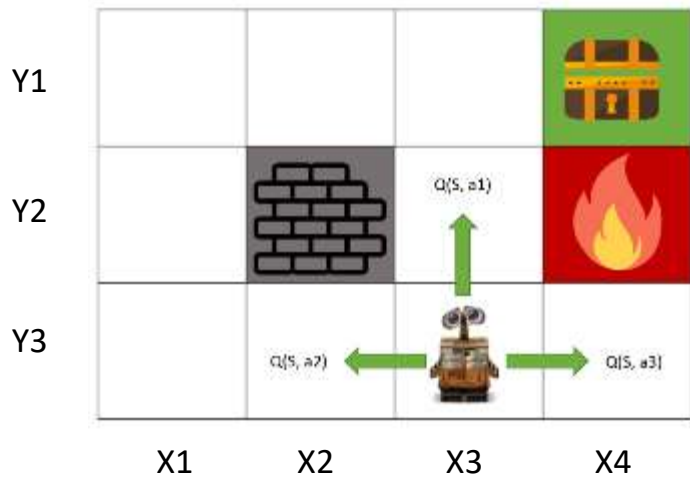 Y1
Y2
Q(S, a1)
Y3
Q(S, a2)
Q(S, a3)
X1
X2
X3
X4